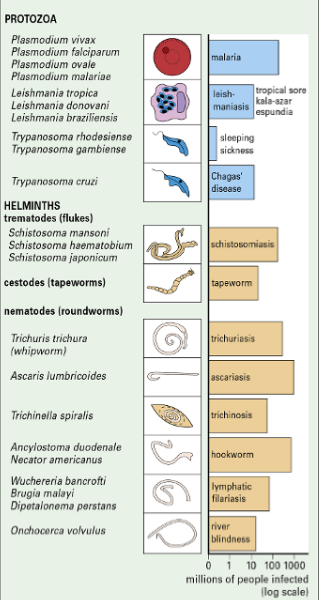 PROTOZOA
Plasmodium vivax
Plasmodium falciparum
Plasmodium ovale
Plasmodium malariae
malaria
Leishmania tropica
Leishmania donovani
Leishmania braziliensis
leish-
maniasis
tropical sore
kala-azar
espundia
Trypanosoma rhodesiense
Trypanosoma gambiense
sleeping
sickness
Trypanosoma cruzi
Chagas'
disease
HELMINTHS
trematodes (flukes)
Schistosoma mansoni
Schistosoma haematobium
Schistosoma japonicum
schistosomiasis
cestodes (tapeworms)
tapeworm
nematodes (roundworms)
Trichuris trichura
(whipworm)
trichuriasis
Ascaris lumbricoides
ascariasis
Trichinella spiralis
trichinosis
Ancylostoma duodenale
Necator americanus
hookworm
Wuchereria bancrofti
Brugia malayi
Dipetalonema perstans
lymphatic
filariasis
Onchocerca volvulus
river
blindness
0 1 10 100 1000
millions of people infected
(log scale)